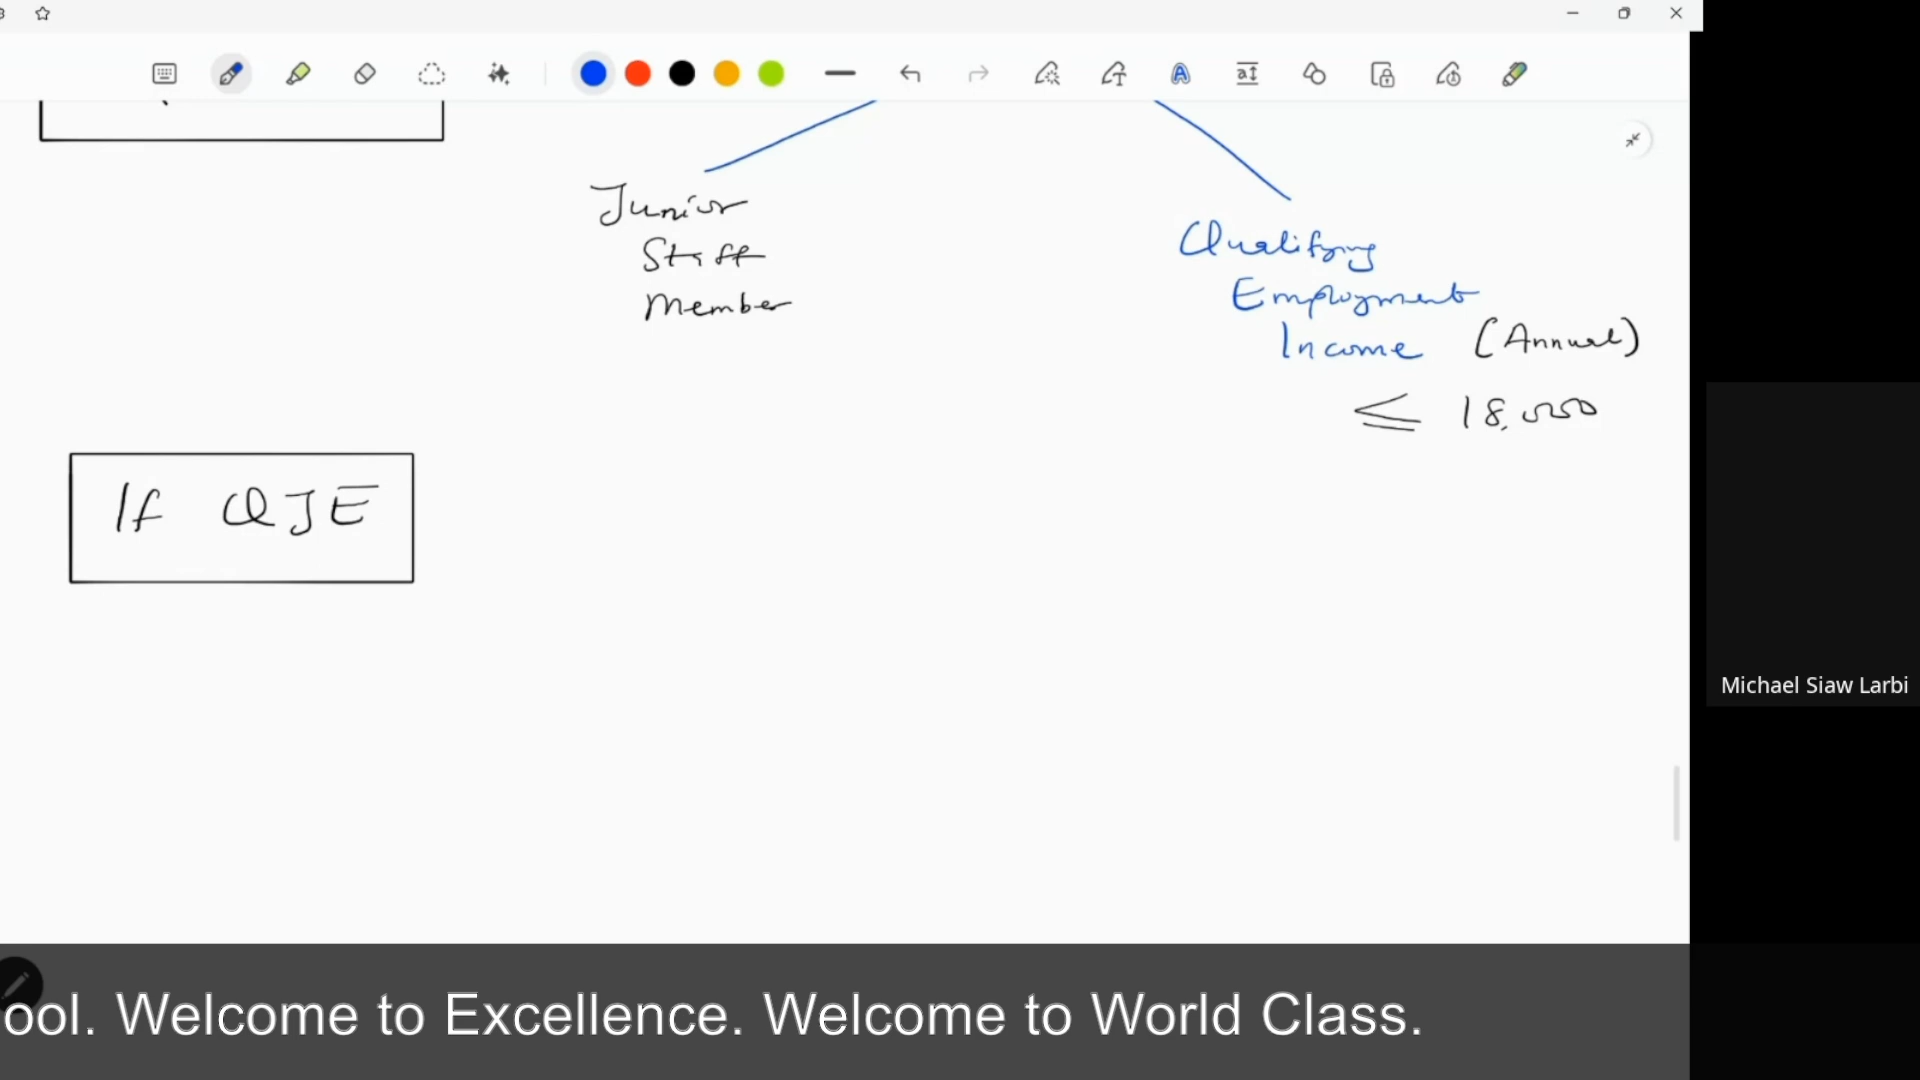 Junior
Staff
Member
Qualifying
Employment
Income (Annual)
≤ 18,000
If QJE
Michael Siaw Larbi
ool. Welcome to Excellence. Welcome to World Class.